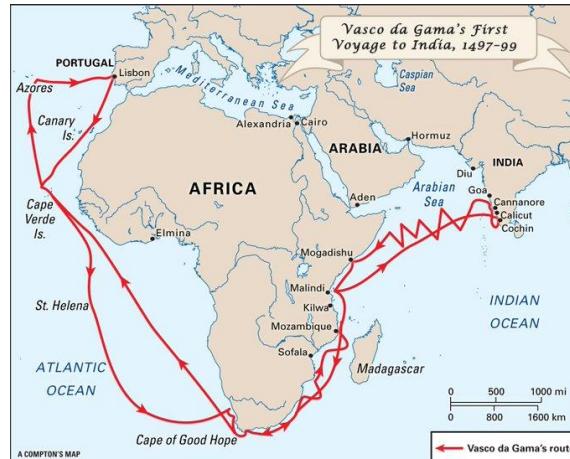 Vasco da Gama's First
Voyage to India, 1497-99
PORTUGAL
Lisbon
Azores
Mediterranean Sea
Caspian
Sea
Canary
Is.
Alexandria
Cairo
Hormuz
ARABIA
INDIA
Diu
AFRICA
Goa
Cape
Verde
Is.
Aden
Arabian
Sea
Cannanore
Calicut
Cochin
Elmina
Mogadishu
Malindi
Kilwa
INDIAN
OCEAN
St. Helena
Mozambique
Sofala
Madagascar
ATLANTIC
OCEAN
0 500 1000 mi
0 800 1600 km
Cape of Good Hope
A COMPTON'S MAP
Vasco da Gama's rout